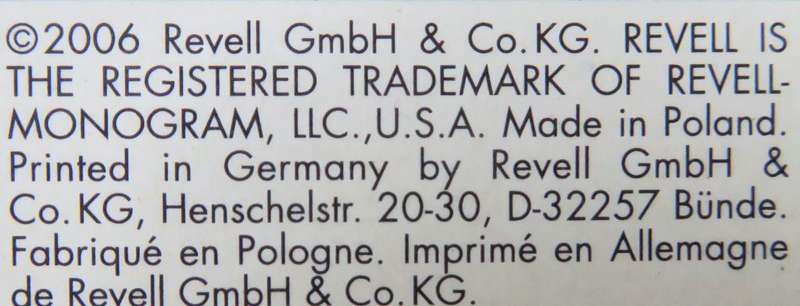 ©2006 Revell GmbH & Co.KG. REVELL IS
THE REGISTERED TRADEMARK OF REVELL-
MONOGRAM, LLC.,U.S.A. Made in Poland.
Printed in Germany by Revell GmbH &
Co.KG, Henschelstr. 20-30, D-32257 Bünde.
Fabriqué en Pologne. Imprimé en Allemagne
de Revell GmbH & Co.KG.